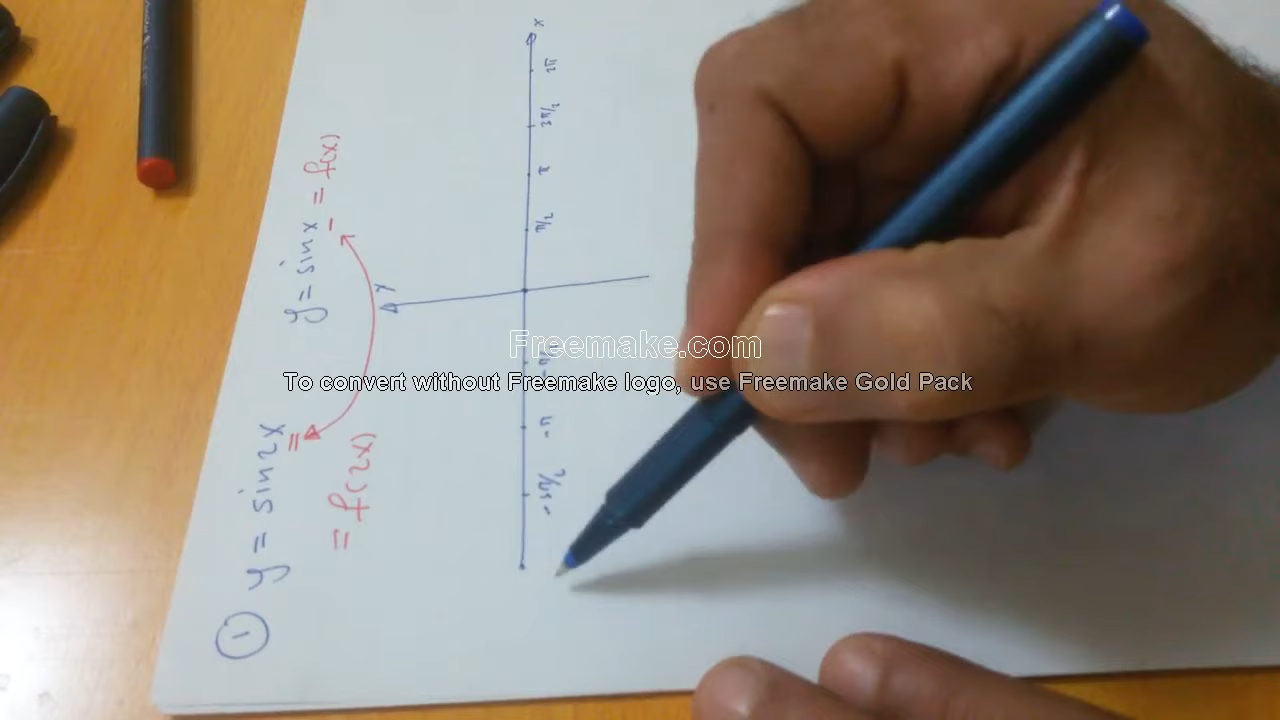 ① y = sin2x
y = sinx = f(x)
= f(2x)
y
x
-3π/2
-π
π/2
π
3π/2
2π
Freemake.com
To convert without Freemake logo, use Freemake Gold Pack